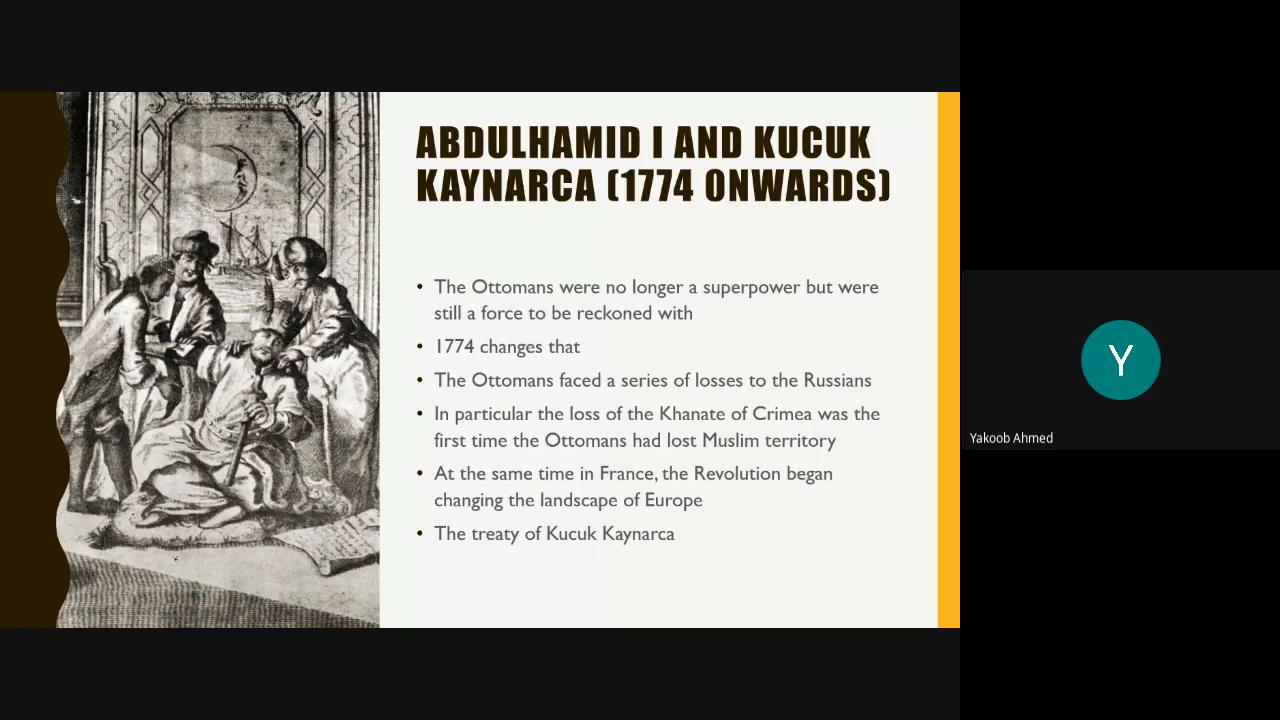 ABDULHAMID I AND KUCUK
KAYNARCA (1774 ONWARDS)
• The Ottomans were no longer a superpower but were
still a force to be reckoned with
• 1774 changes that
• The Ottomans faced a series of losses to the Russians
• In particular the loss of the Khanate of Crimea was the
first time the Ottomans had lost Muslim territory
• At the same time in France, the Revolution began
changing the landscape of Europe
• The treaty of Kucuk Kaynarca
Y
Yakoob Ahmed